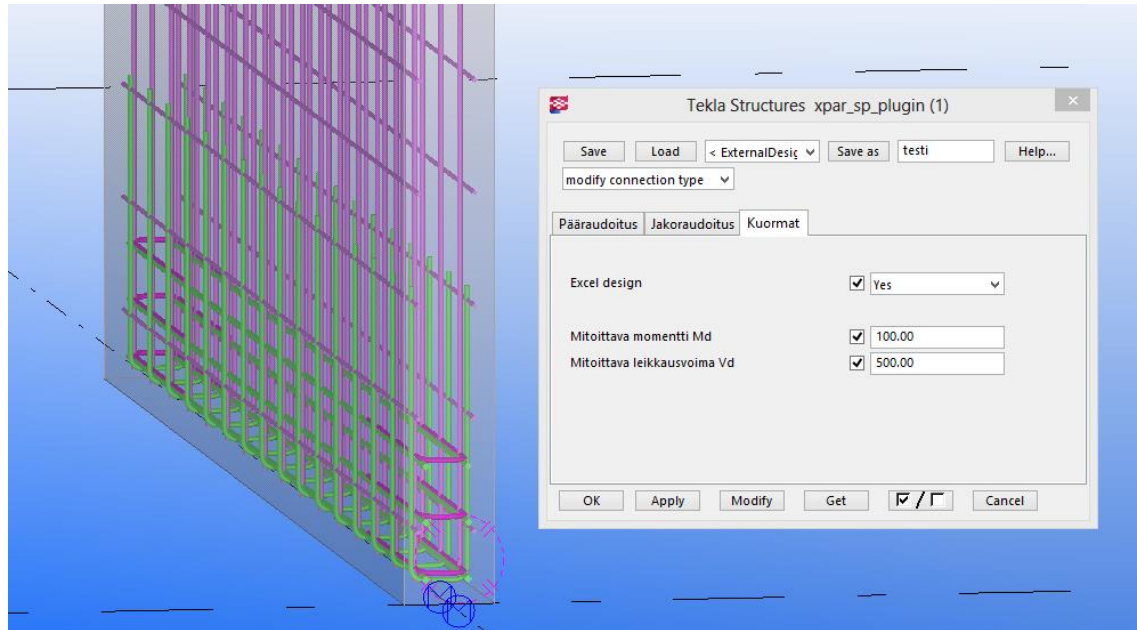 Tekla Structures xpar_sp_plugin (1)
Save Load < ExternalDesig Save as testi Help...
modify connection type
Pääraudoitus Jakoraudoitus Kuormat
Excel design Yes
Mitoittava momentti Md 100.00
Mitoittava leikkausvoima Vd 500.00
OK Apply Modify Get / Cancel